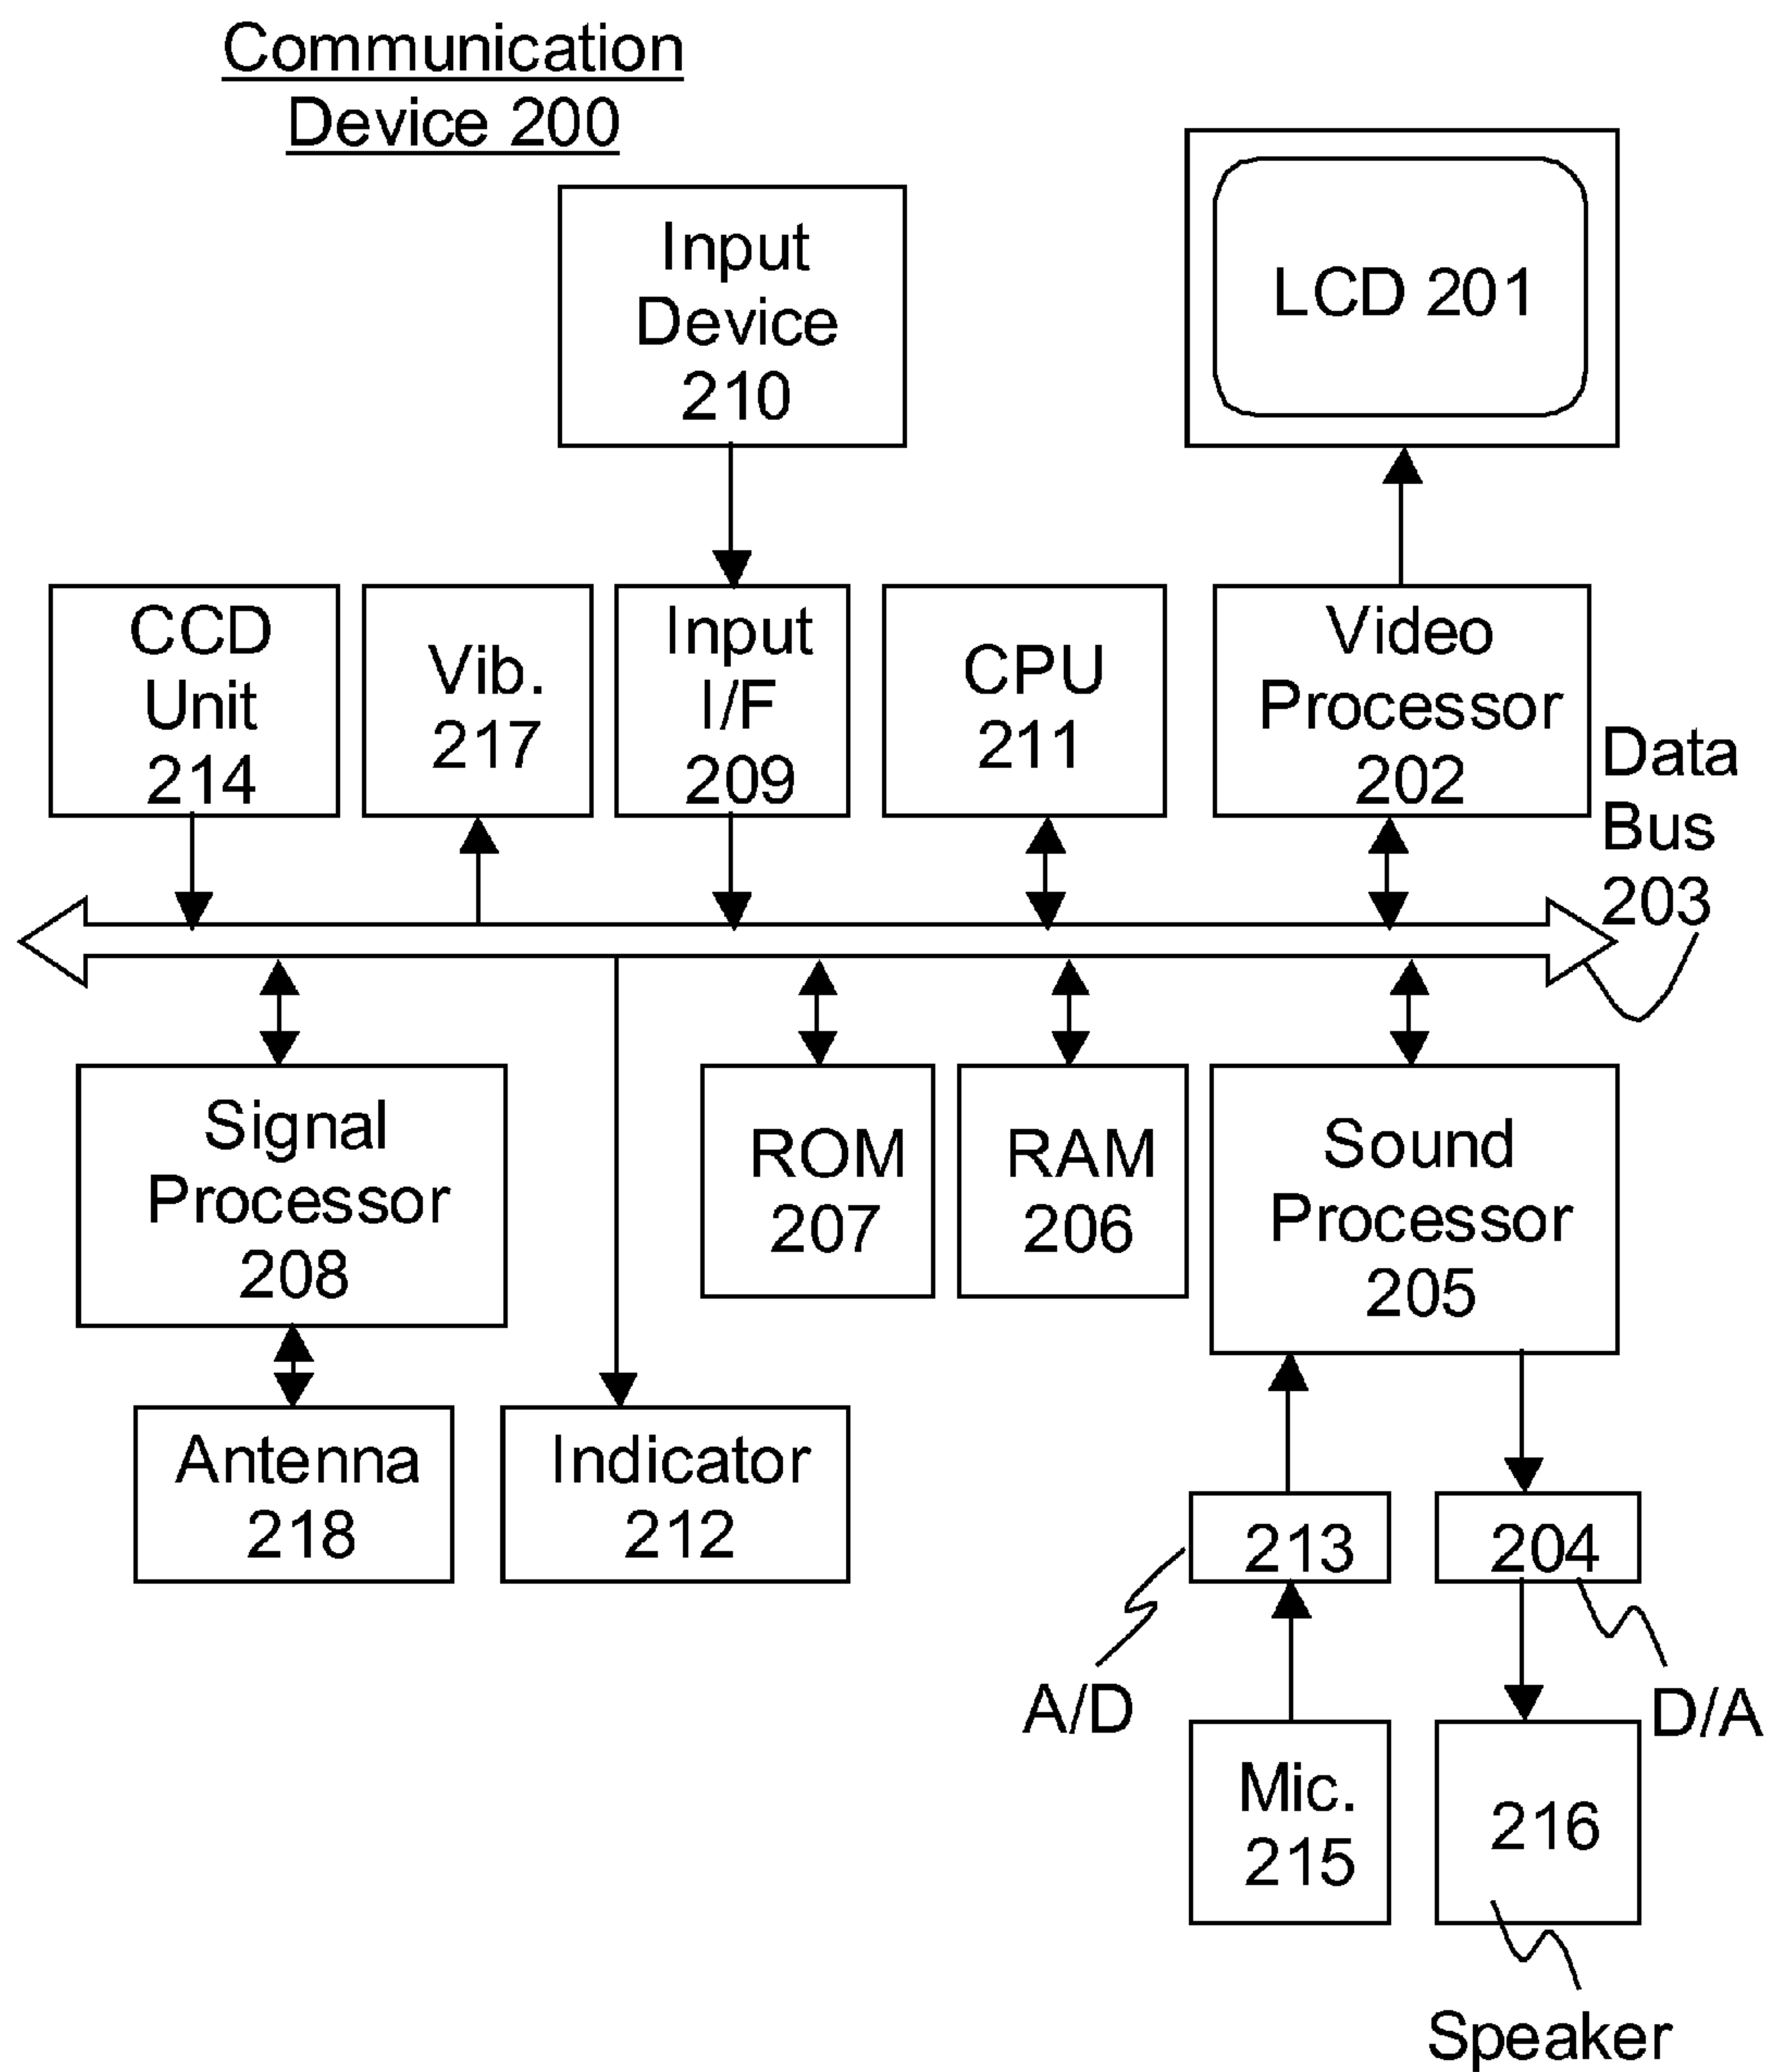 Communication
Device 200
Input
Device
210
LCD 201
CCD
Unit
214
Vib.
217
Input
I/F
209
CPU
211
Video
Processor
202
Data
Bus
203
Signal
Processor
208
ROM
207
RAM
206
Sound
Processor
205
Antenna
218
Indicator
212
213
204
A/D
D/A
Mic.
215
216
Speaker